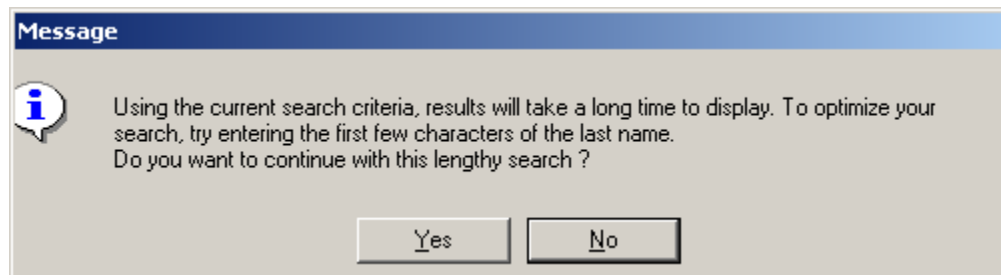 Message
Using the current search criteria, results will take a long time to display. To optimize your
search, try entering the first few characters of the last name.
Do you want to continue with this lengthy search ?
Yes No